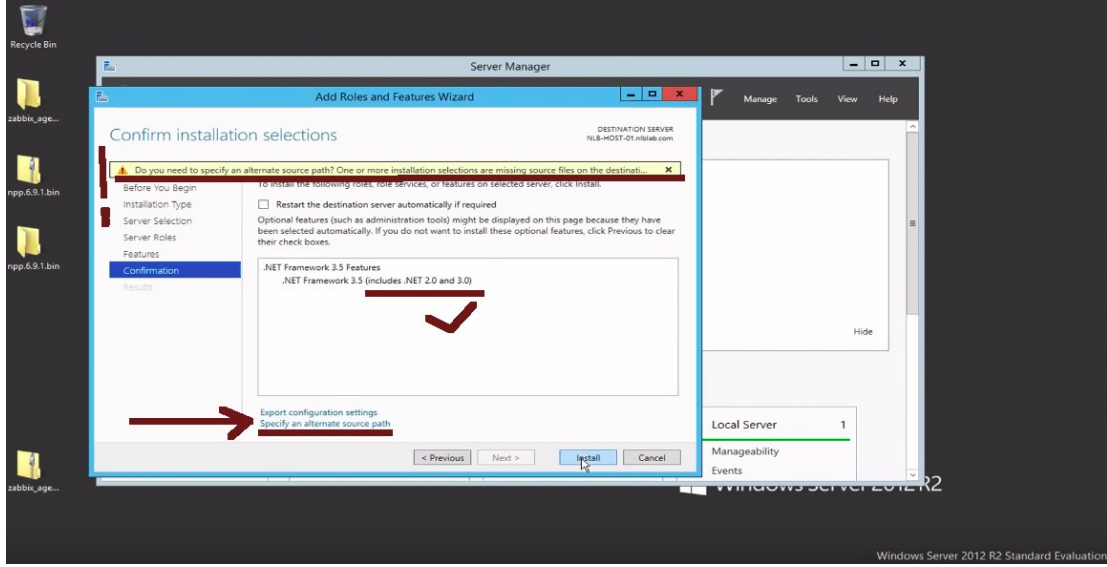 Recycle Bin
Server Manager
zabbix_age...
Add Roles and Features Wizard
Manage Tools View Help
Confirm installation selections
DESTINATION SERVER
NLB-HOST-01.nlblab.com
Do you need to specify an alternate source path? One or more installation selections are missing source files on the destinati...
npp.6.9.1.bin
Before You Begin
To install the following roles, role services, or features on selected server, click Install.
Installation Type
Restart the destination server automatically if required
Server Selection
Optional features (such as administration tools) might be displayed on this page because they have
been selected automatically. If you do not want to install these optional features, click Previous to clear
their check boxes.
Server Roles
Features
Confirmation
Results
npp.6.9.1.bin
.NET Framework 3.5 Features
.NET Framework 3.5 (includes .NET 2.0 and 3.0)
Hide
Export configuration settings
Specify an alternate source path
Local Server 1
Manageability
Events
< Previous Next > Install Cancel
zabbix_age...
Windows Server 2012 R2
Windows Server 2012 R2 Standard Evaluation